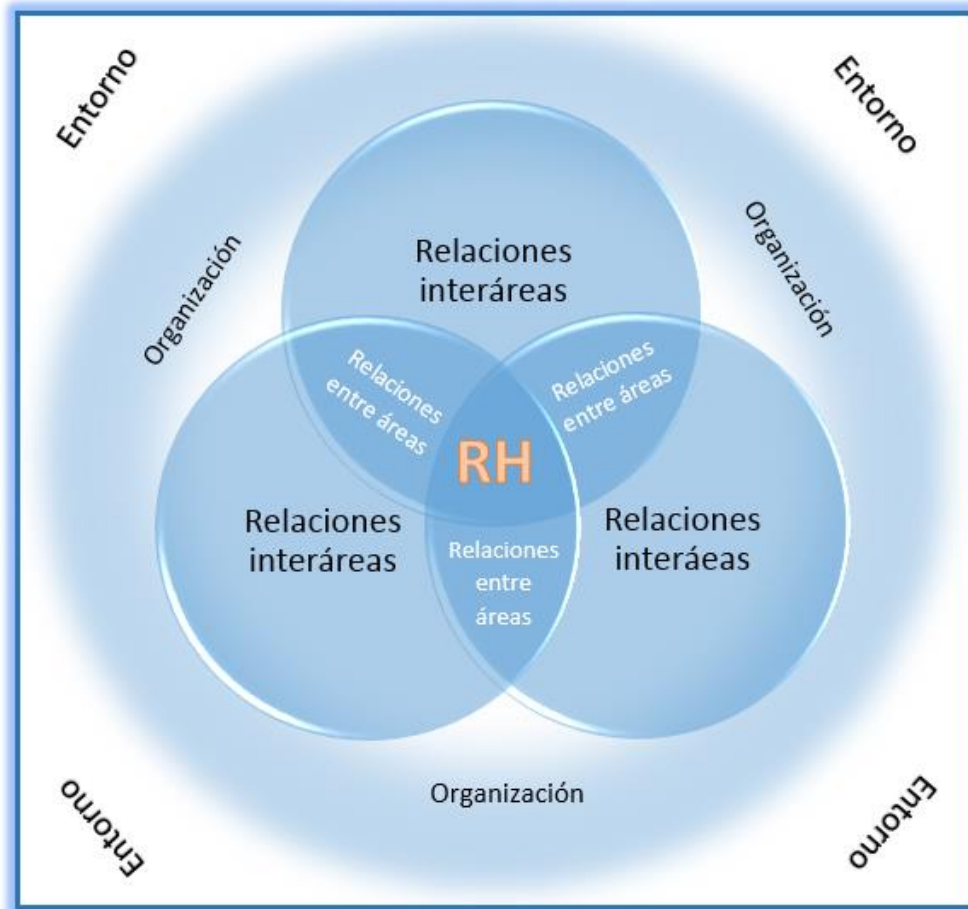 Entorno
Entorno
Organización
Organización
Relaciones
interáreas
Relaciones
entre áreas
Relaciones
entre áreas
RH
Relaciones
interáreas
Relaciones
interáeas
Relaciones
entre
áreas
Organización
Entorno
Entorno